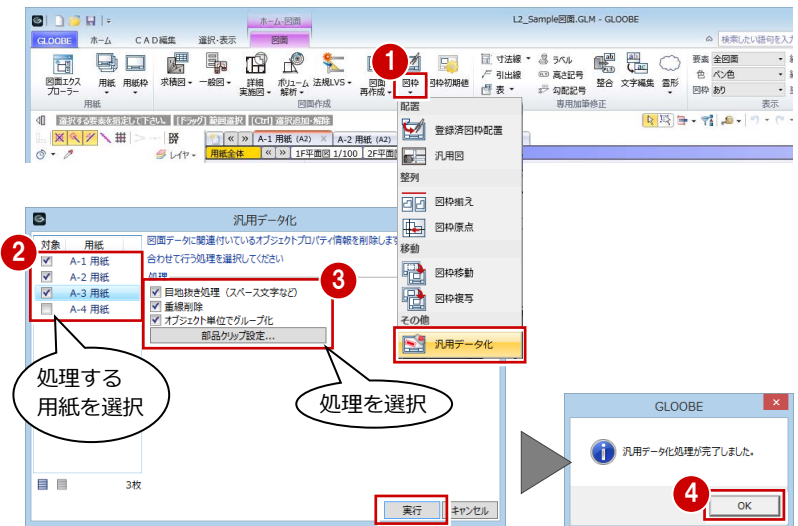 L2_Sample図面.GLM - GLOOBE
ホーム-図面
GLOOBE ホーム CAD編集 選択・表示 図面
検索したい語句を入力
図面エクスプローラー 用紙 用紙枠 求積図 一般図 詳細実施図 ボリューム解析 法規LVS 図面再作成 図枠 図枠初期値
寸法線 引出線 表 ラベル 高さ記号 勾配記号 整合 文字編集 雲形
要素 全図面
色 ペン色
図枠 あり
用紙 図面作成 専用加筆修正 表示
選択する要素を指定して下さい。 [[ドラッグ] 範囲選択] [[Ctrl] 選択追加・解除]
A-1 用紙 (A2) A-2 用紙 (A2)
レイヤ 用紙全体 1F平面図 1/100 2F平面図
1
配置
登録済図枠配置
汎用図
整列
図枠揃え
図枠原点
移動
図枠移動
図枠複写
その他
汎用データ化
汎用データ化
2
対象 用紙
A-1 用紙
A-2 用紙
A-3 用紙
A-4 用紙
図面データに関連付いているオブジェクトプロパティ情報を削除します
合わせて行う処理を選択してください
処理
3
目地抜き処理（スペース文字など）
重線削除
オブジェクト単位でグループ化
部品クリップ設定...
処理する
用紙を選択
処理を選択
3枚
実行 キャンセル
GLOOBE
汎用データ化処理が完了しました。
4
OK